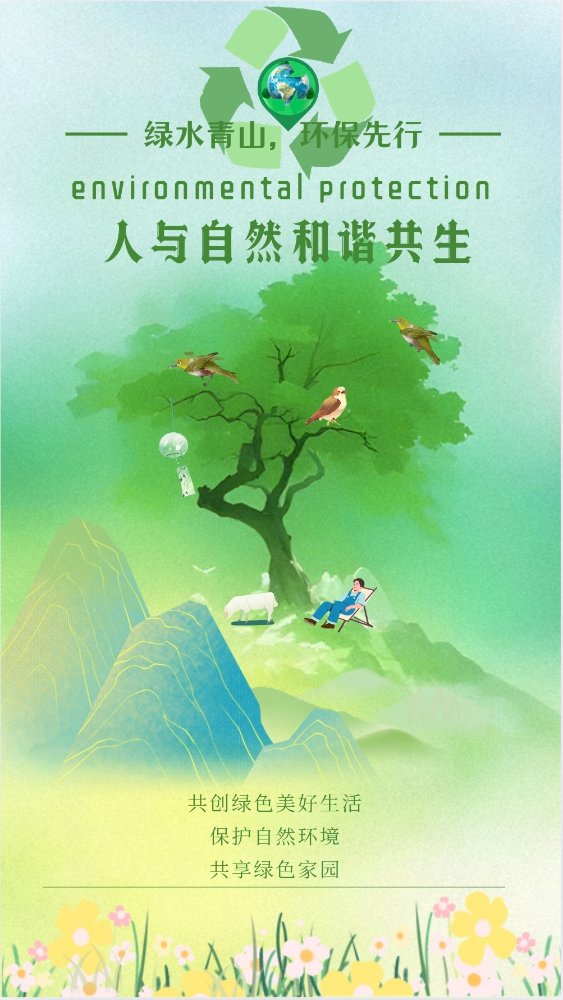 绿水青山，环保先行
environmental protection
人与自然和谐共生
共创绿色美好生活
保护自然环境
共享绿色家园